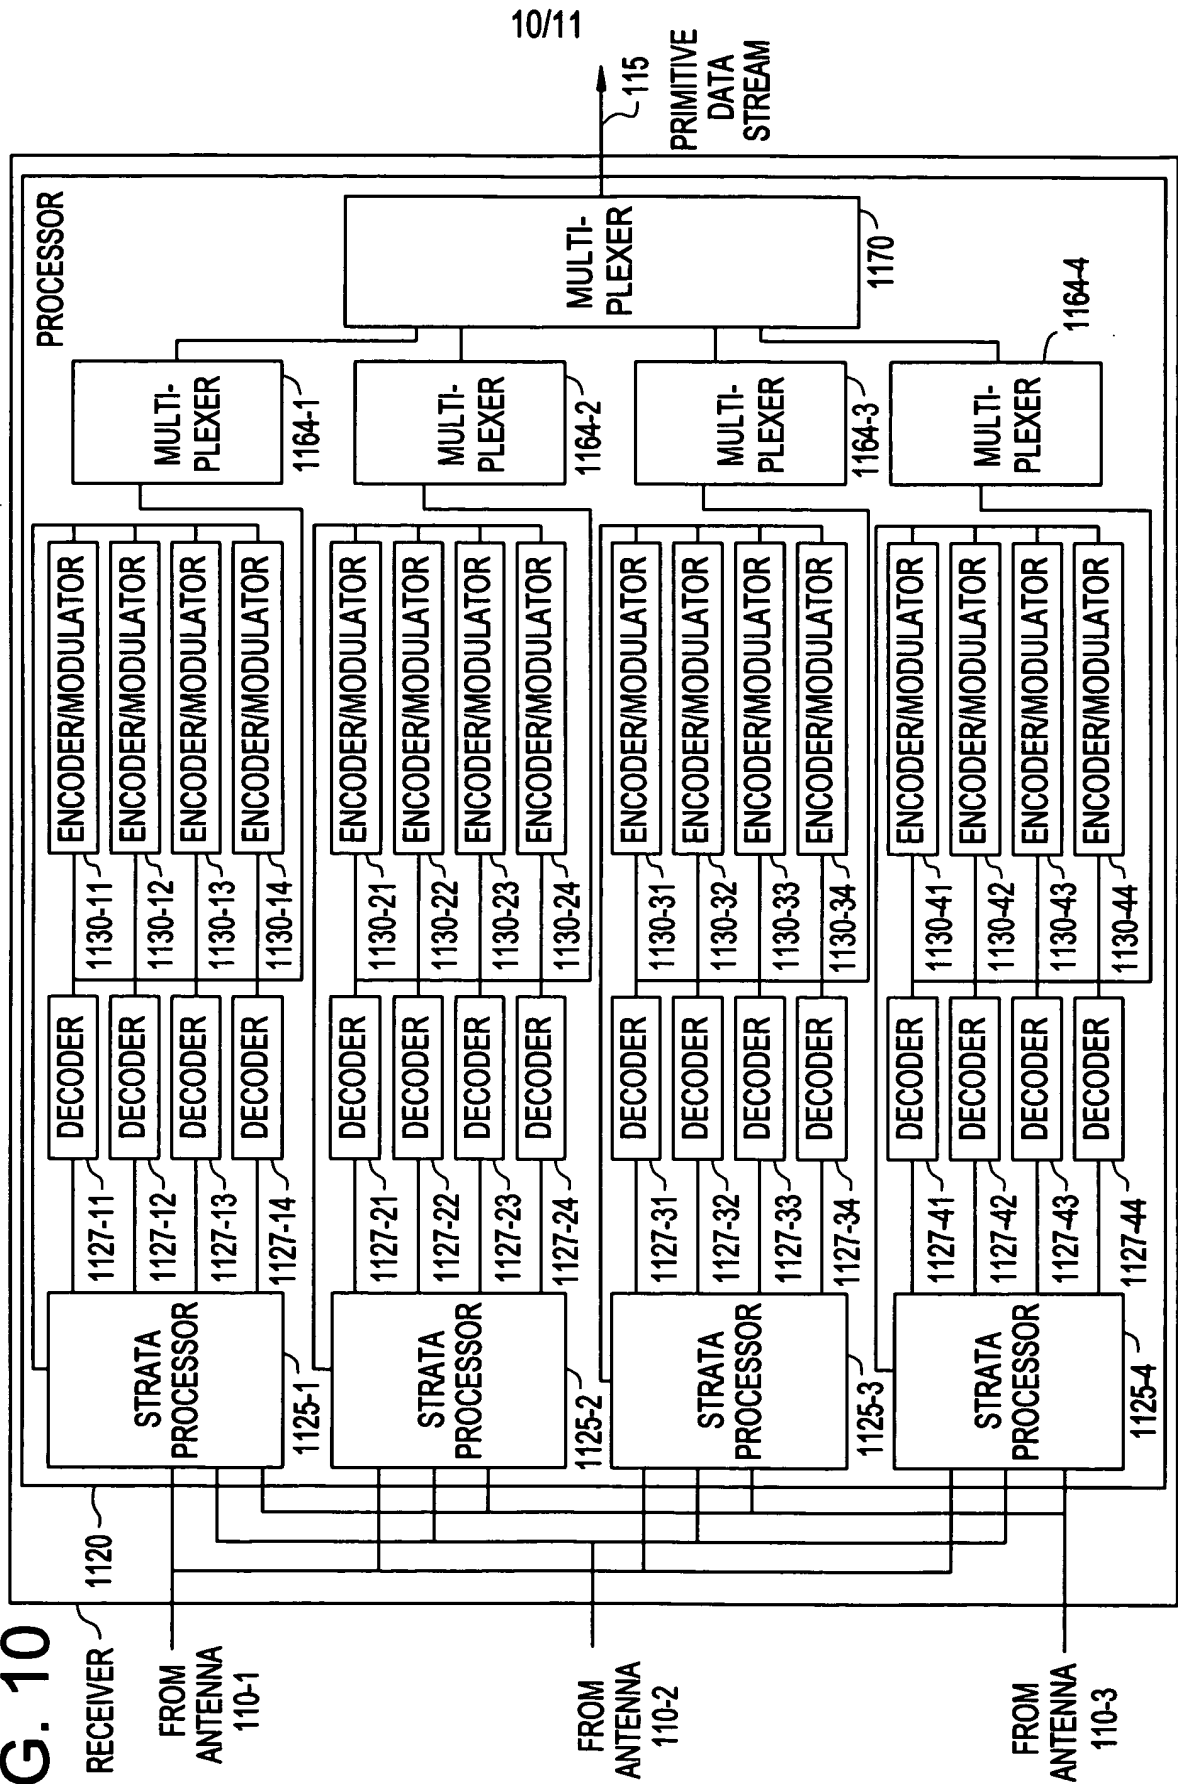 10/11
G. 10
RECEIVER
1120
PROCESSOR
FROM
ANTENNA
110-1
FROM
ANTENNA
110-2
FROM
ANTENNA
110-3
STRATA
PROCESSOR
1125-1
1127-11
1127-12
1127-13
1127-14
DECODER
DECODER
DECODER
DECODER
1130-11
1130-12
1130-13
1130-14
ENCODER/MODULATOR
ENCODER/MODULATOR
ENCODER/MODULATOR
ENCODER/MODULATOR
MULTI-
PLEXER
1164-1
STRATA
PROCESSOR
1125-2
1127-21
1127-22
1127-23
1127-24
DECODER
DECODER
DECODER
DECODER
1130-21
1130-22
1130-23
1130-24
ENCODER/MODULATOR
ENCODER/MODULATOR
ENCODER/MODULATOR
ENCODER/MODULATOR
MULTI-
PLEXER
1164-2
STRATA
PROCESSOR
1125-3
1127-31
1127-32
1127-33
1127-34
DECODER
DECODER
DECODER
DECODER
1130-31
1130-32
1130-33
1130-34
ENCODER/MODULATOR
ENCODER/MODULATOR
ENCODER/MODULATOR
ENCODER/MODULATOR
MULTI-
PLEXER
1164-3
STRATA
PROCESSOR
1125-4
1127-41
1127-42
1127-43
1127-44
DECODER
DECODER
DECODER
DECODER
1130-41
1130-42
1130-43
1130-44
ENCODER/MODULATOR
ENCODER/MODULATOR
ENCODER/MODULATOR
ENCODER/MODULATOR
MULTI-
PLEXER
1164-4
MULTI-
PLEXER
1170
115
PRIMITIVE
DATA
STREAM